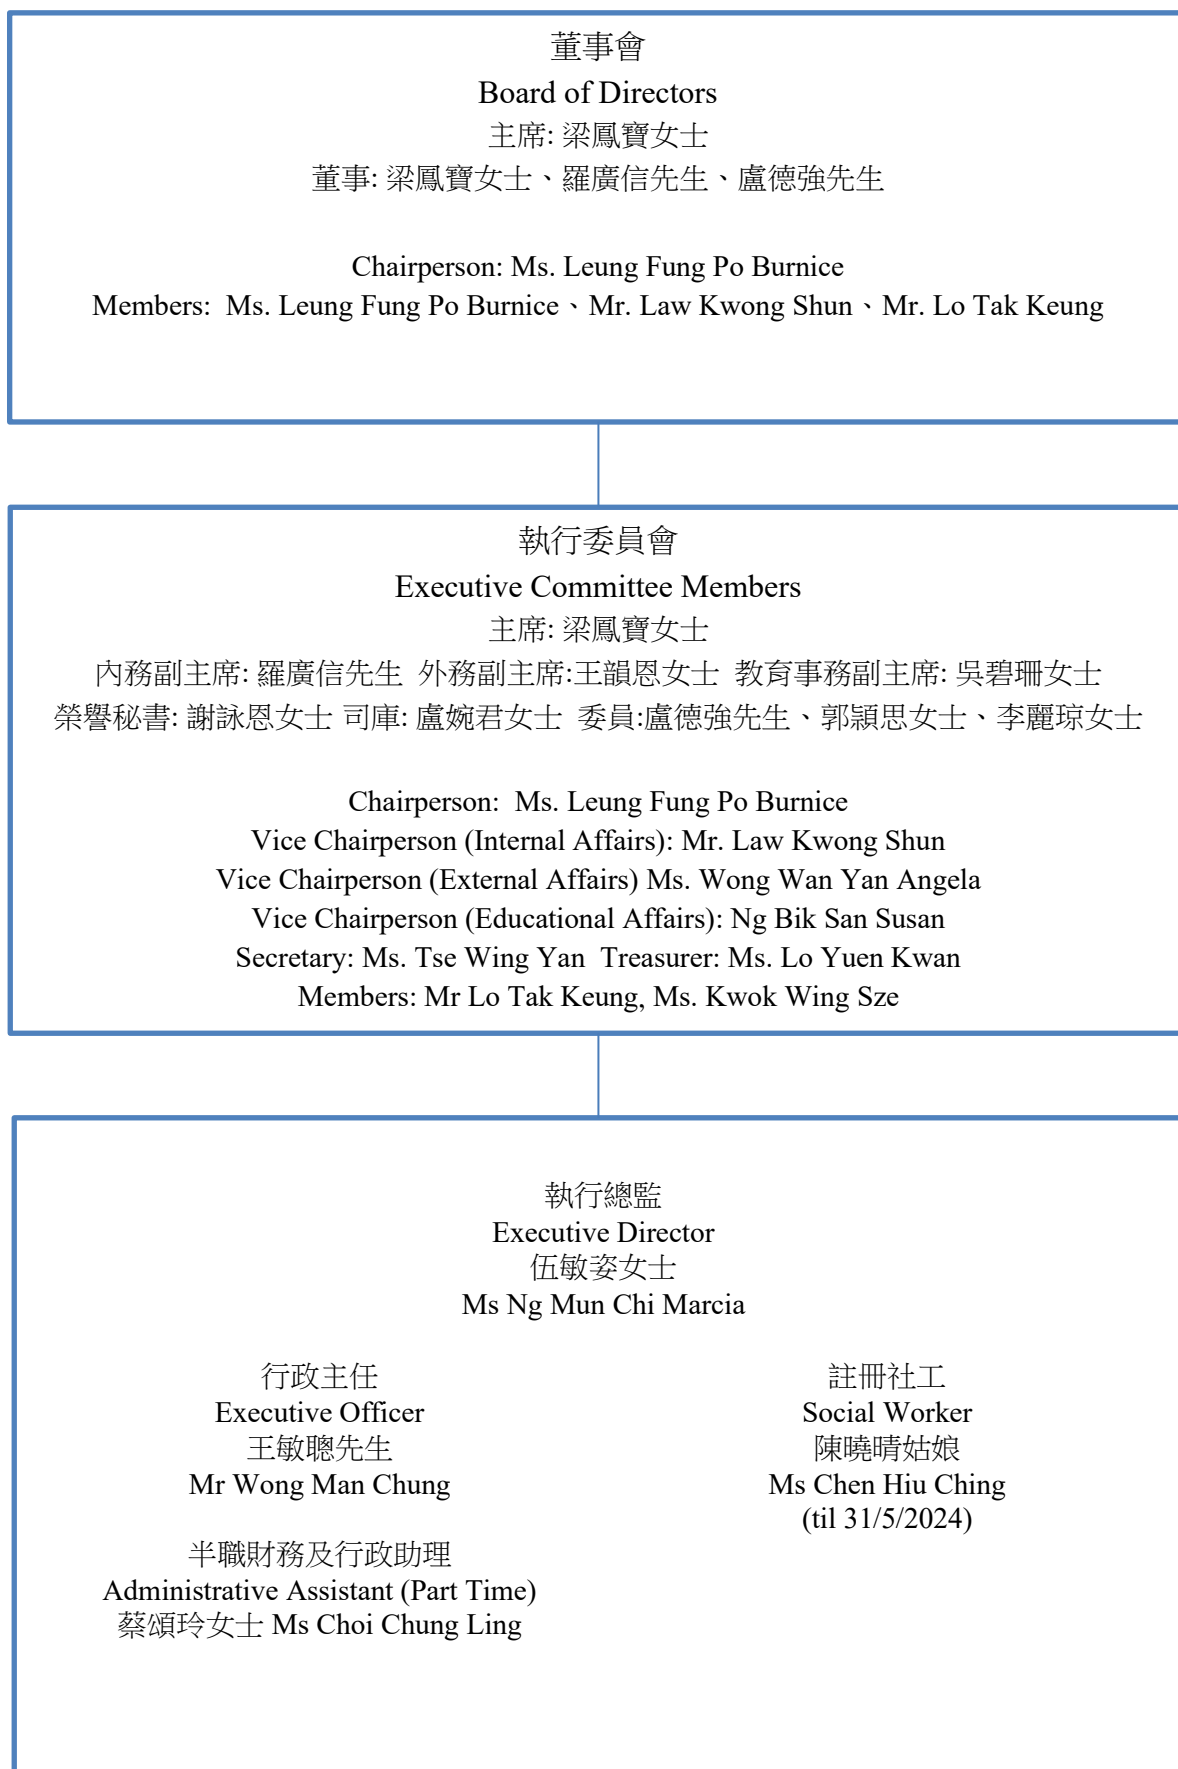 董事會
Board of Directors
主席: 梁鳳寶女士
董事: 梁鳳寶女士、羅廣信先生、盧德強先生
Chairperson: Ms. Leung Fung Po Burnice
Members: Ms. Leung Fung Po Burnice、Mr. Law Kwong Shun、Mr. Lo Tak Keung
執行委員會
Executive Committee Members
主席: 梁鳳寶女士
內務副主席: 羅廣信先生 外務副主席:王韻恩女士 教育事務副主席: 吳碧珊女士
榮譽秘書: 謝詠恩女士 司庫: 盧婉君女士 委員:盧德強先生、郭潁思女士、李麗琼女士
Chairperson: Ms. Leung Fung Po Burnice
Vice Chairperson (Internal Affairs): Mr. Law Kwong Shun
Vice Chairperson (External Affairs) Ms. Wong Wan Yan Angela
Vice Chairperson (Educational Affairs): Ng Bik San Susan
Secretary: Ms. Tse Wing Yan Treasurer: Ms. Lo Yuen Kwan
Members: Mr Lo Tak Keung, Ms. Kwok Wing Sze
執行總監
Executive Director
伍敏姿女士
Ms Ng Mun Chi Marcia
行政主任
Executive Officer
王敏聰先生
Mr Wong Man Chung
半職財務及行政助理
Administrative Assistant (Part Time)
蔡頌玲女士 Ms Choi Chung Ling
註冊社工
Social Worker
陳曉晴姑娘
Ms Chen Hiu Ching
(til 31/5/2024)